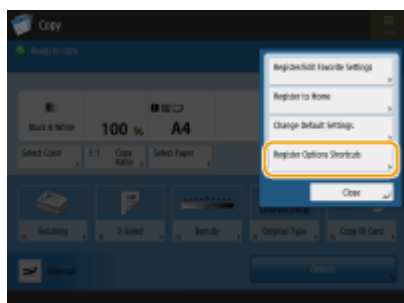 Copy
Ready to copy.
Register/Edit Favorite Settings
Register to Home
Change Default Settings
Register Options Shortcuts
Close
Black & White
100 %
A4
Select Color
1:1
Copy Ratio
Select Paper
Finishing
2-Sided
Density
Original Type
Copy ID Card
Interrupt
Options